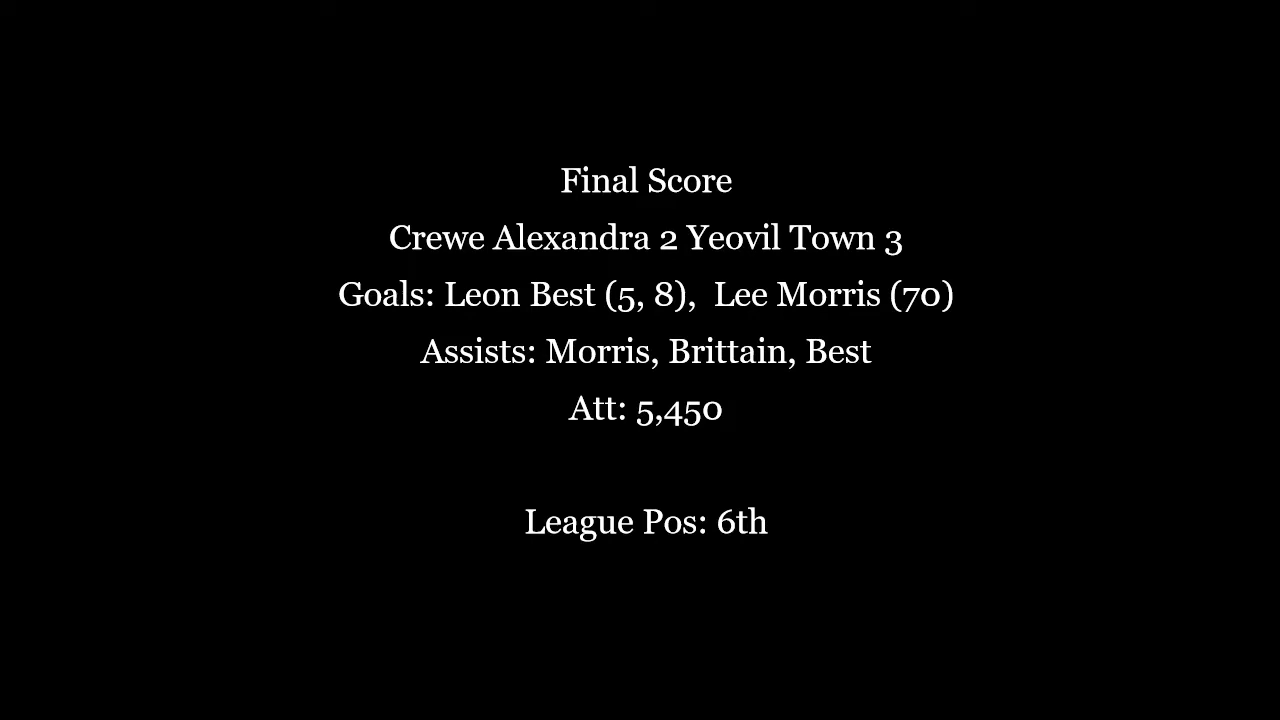 Final Score
Crewe Alexandra 2 Yeovil Town 3
Goals: Leon Best (5, 8),  Lee Morris (70)
Assists: Morris, Brittain, Best
Att: 5,450
League Pos: 6th